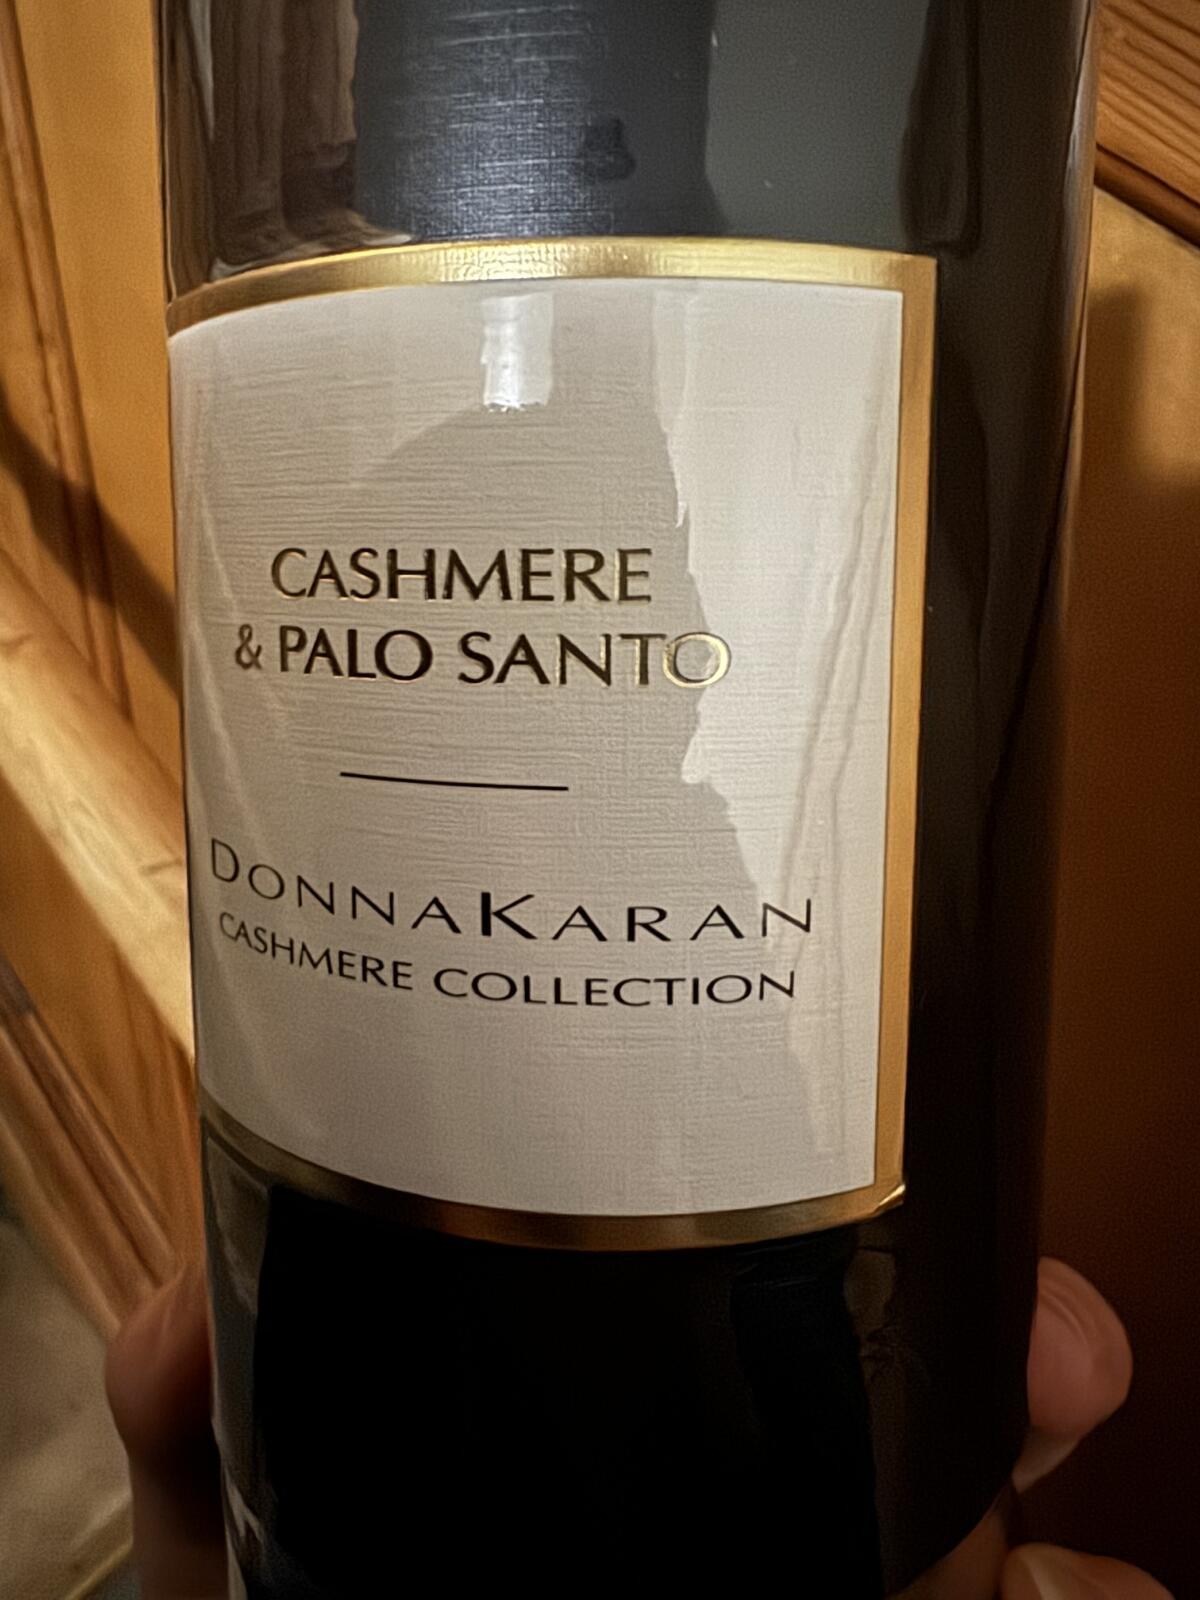 CASHMERE
& PALO SANTO
DONNAKARAN
CASHMERE COLLECTION